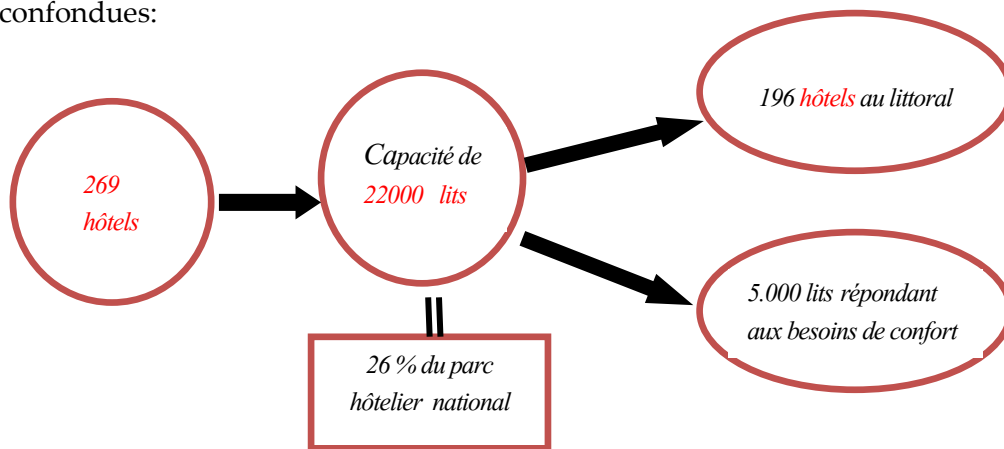 confondues:
269
hôtels
Capacité de
22000 lits
196 hôtels au littoral
5.000 lits répondant
aux besoins de confort
26 % du parc
hôtelier national